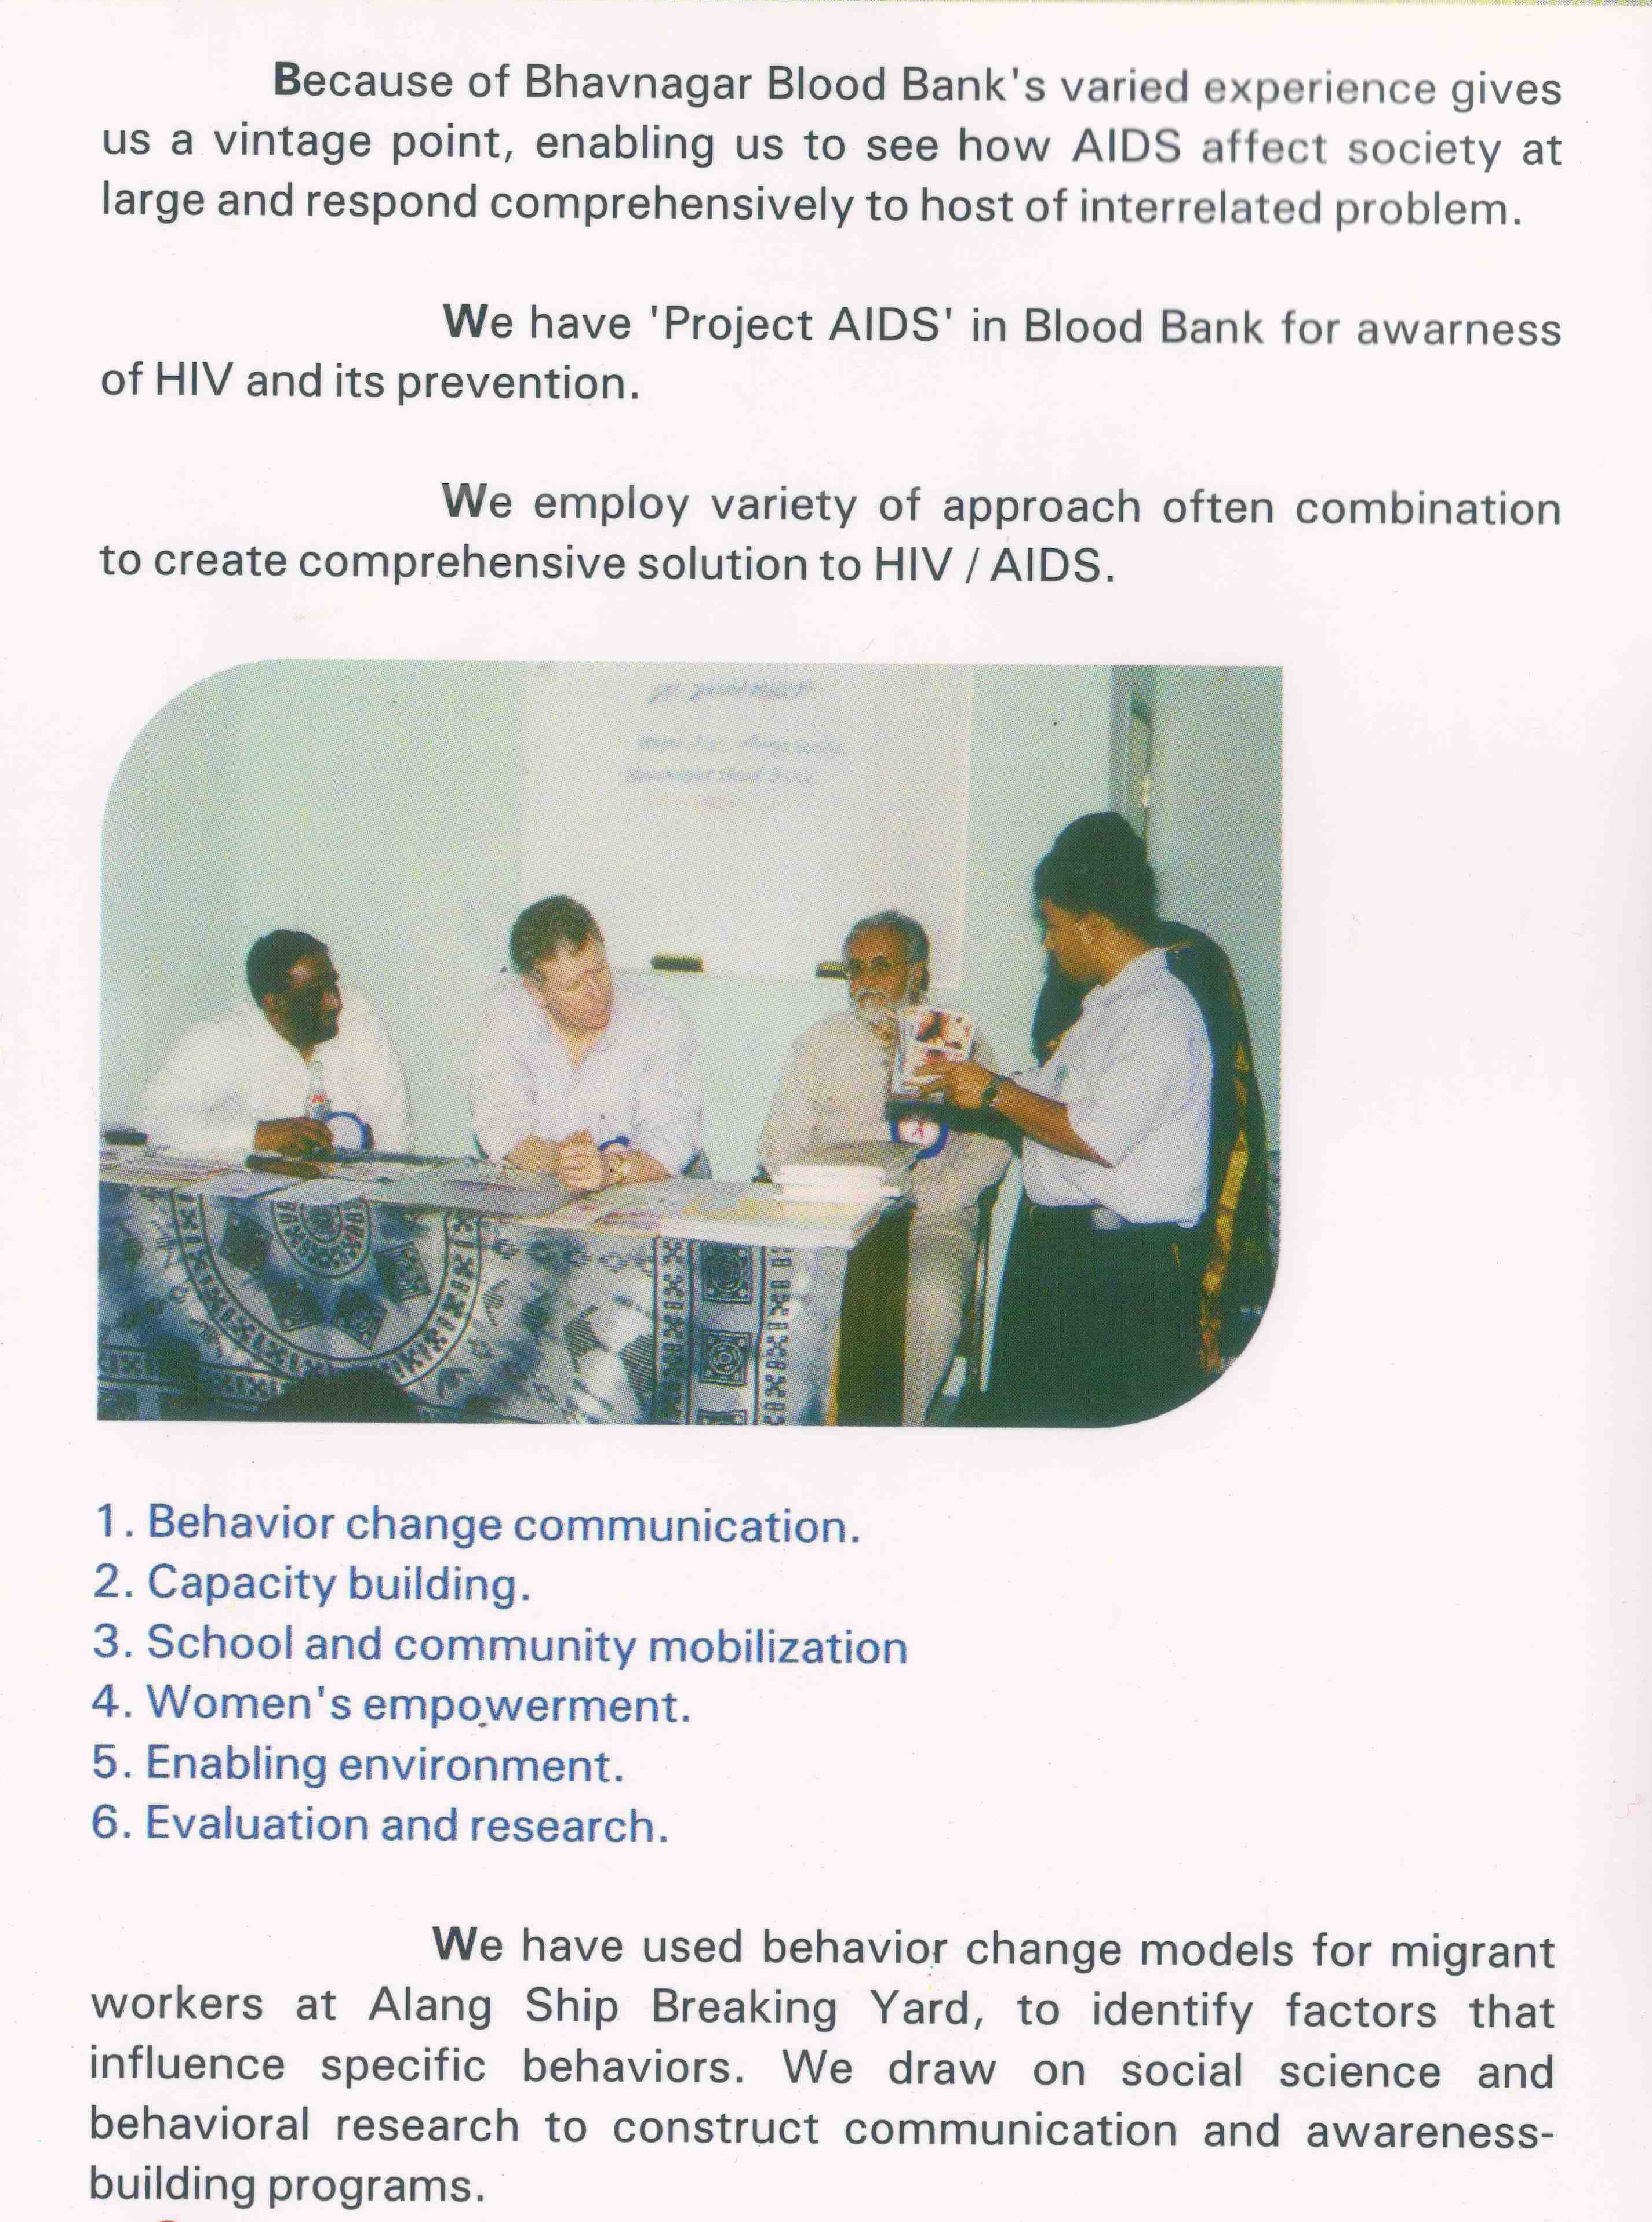 Because of Bhavnagar Blood Bank's varied experience gives
us a vintage point, enabling us to see how AIDS affect society at
large and respond comprehensively to host of interrelated problem.
We have 'Project AIDS' in Blood Bank for awarness
of HIV and its prevention.
We employ variety of approach often combination
to create comprehensive solution to HIV / AIDS.
Bhavnagar Blood Bank
1. Behavior change communication.
2. Capacity building.
3. School and community mobilization
4. Women's empowerment.
5. Enabling environment.
6. Evaluation and research.
We have used behavior change models for migrant
workers at Alang Ship Breaking Yard, to identify factors that
influence specific behaviors. We draw on social science and
behavioral research to construct communication and awareness-
building programs.